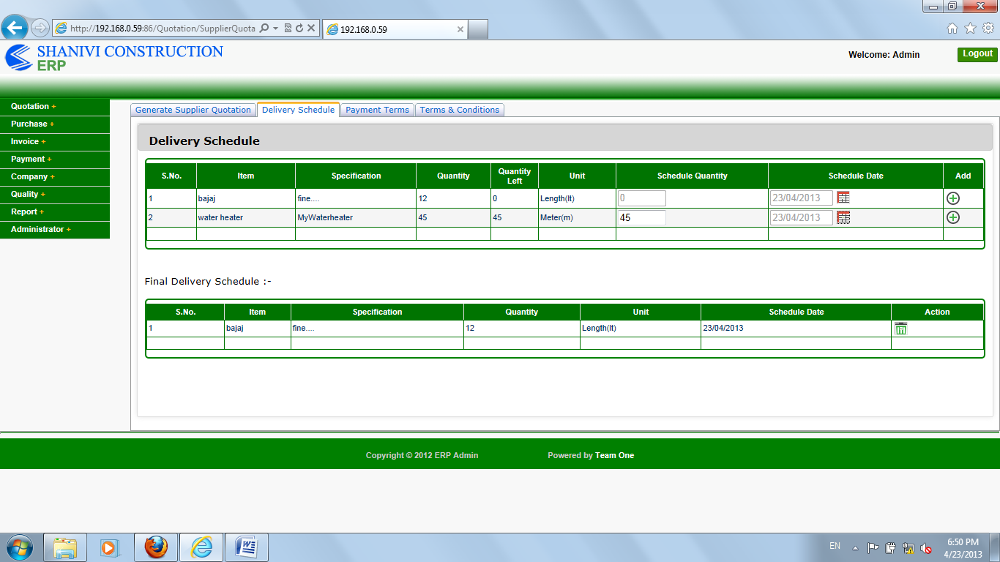 http://192.168.0.59:86/Quotation/SupplierQuota
192.168.0.59
SHANIVI CONSTRUCTION
ERP
Welcome: Admin
Logout
Quotation +
Purchase +
Invoice +
Payment +
Company +
Quality +
Report +
Administrator +
Generate Supplier Quotation Delivery Schedule Payment Terms Terms & Conditions
Delivery Schedule
S.No. Item Specification Quantity Quantity Left Unit Schedule Quantity Schedule Date Add
1 bajaj fine.... 12 0 Length(lt) 0 23/04/2013
2 water heater MyWaterheater 45 45 Meter(m) 45 23/04/2013
Final Delivery Schedule :-
S.No. Item Specification Quantity Unit Schedule Date Action
1 bajaj fine.... 12 Length(lt) 23/04/2013
Copyright © 2012 ERP Admin Powered by Team One
EN
6:50 PM
4/23/2013